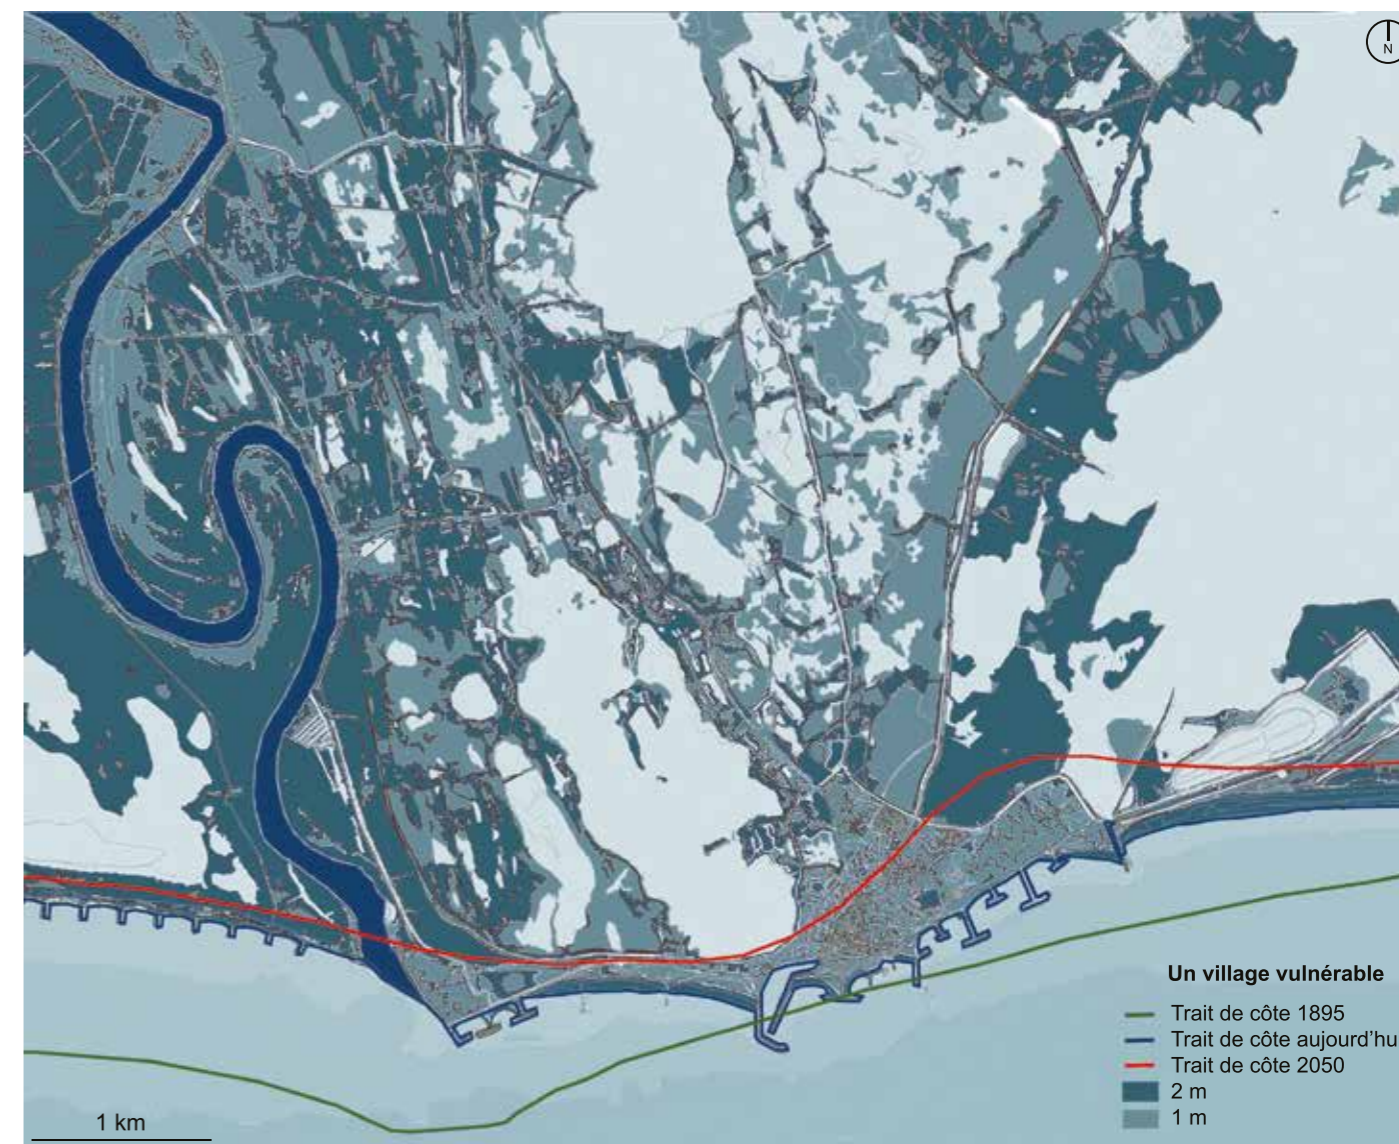 N
Un village vulnérable
Trait de côte 1895
Trait de côte aujourd'hu
Trait de côte 2050
2 m
1 m
1 km